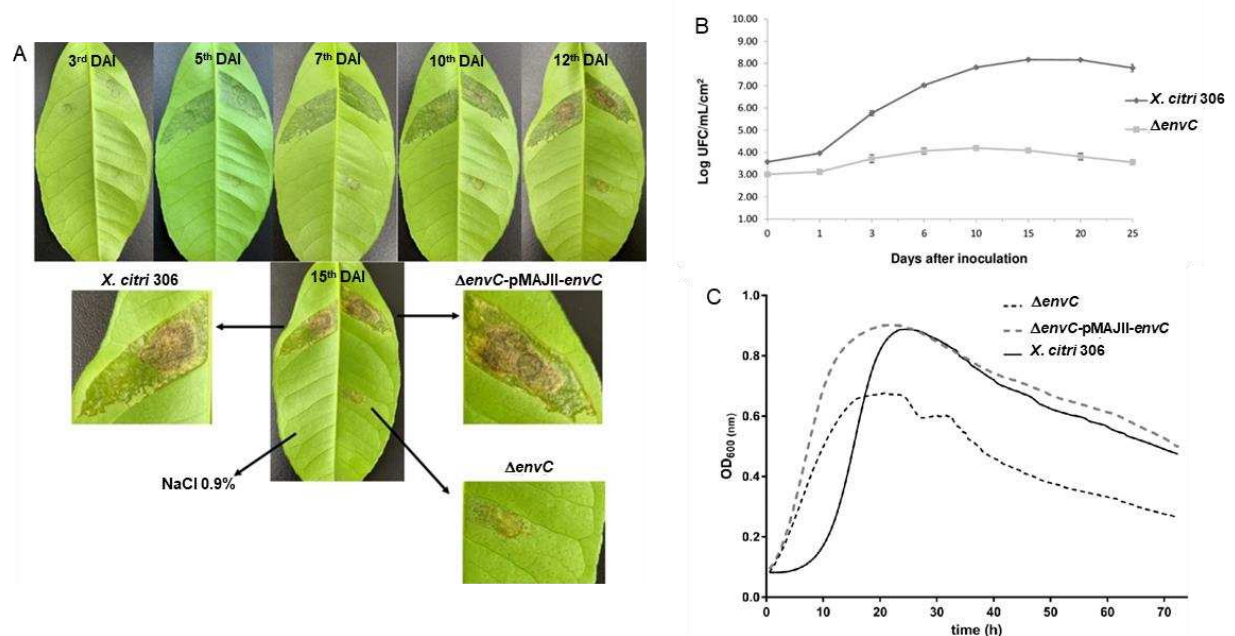 A
3rd DAI
5th DAI
7th DAI
10th DAI
12th DAI
X. citri 306
15th DAI
ΔenvC-pMAJII-envC
NaCl 0.9%
ΔenvC
B
10.00
9.00
8.00
7.00
6.00
5.00
4.00
3.00
2.00
1.00
Log UFC/mL/cm2
0 1 3 6 10 15 20 25
Days after inoculation
X. citri 306
ΔenvC
C
ΔenvC
ΔenvC-pMAJII-envC
X. citri 306
1.0
0.8
0.6
0.4
0.2
0.0
OD600 (nm)
0 10 20 30 40 50 60 70
time (h)